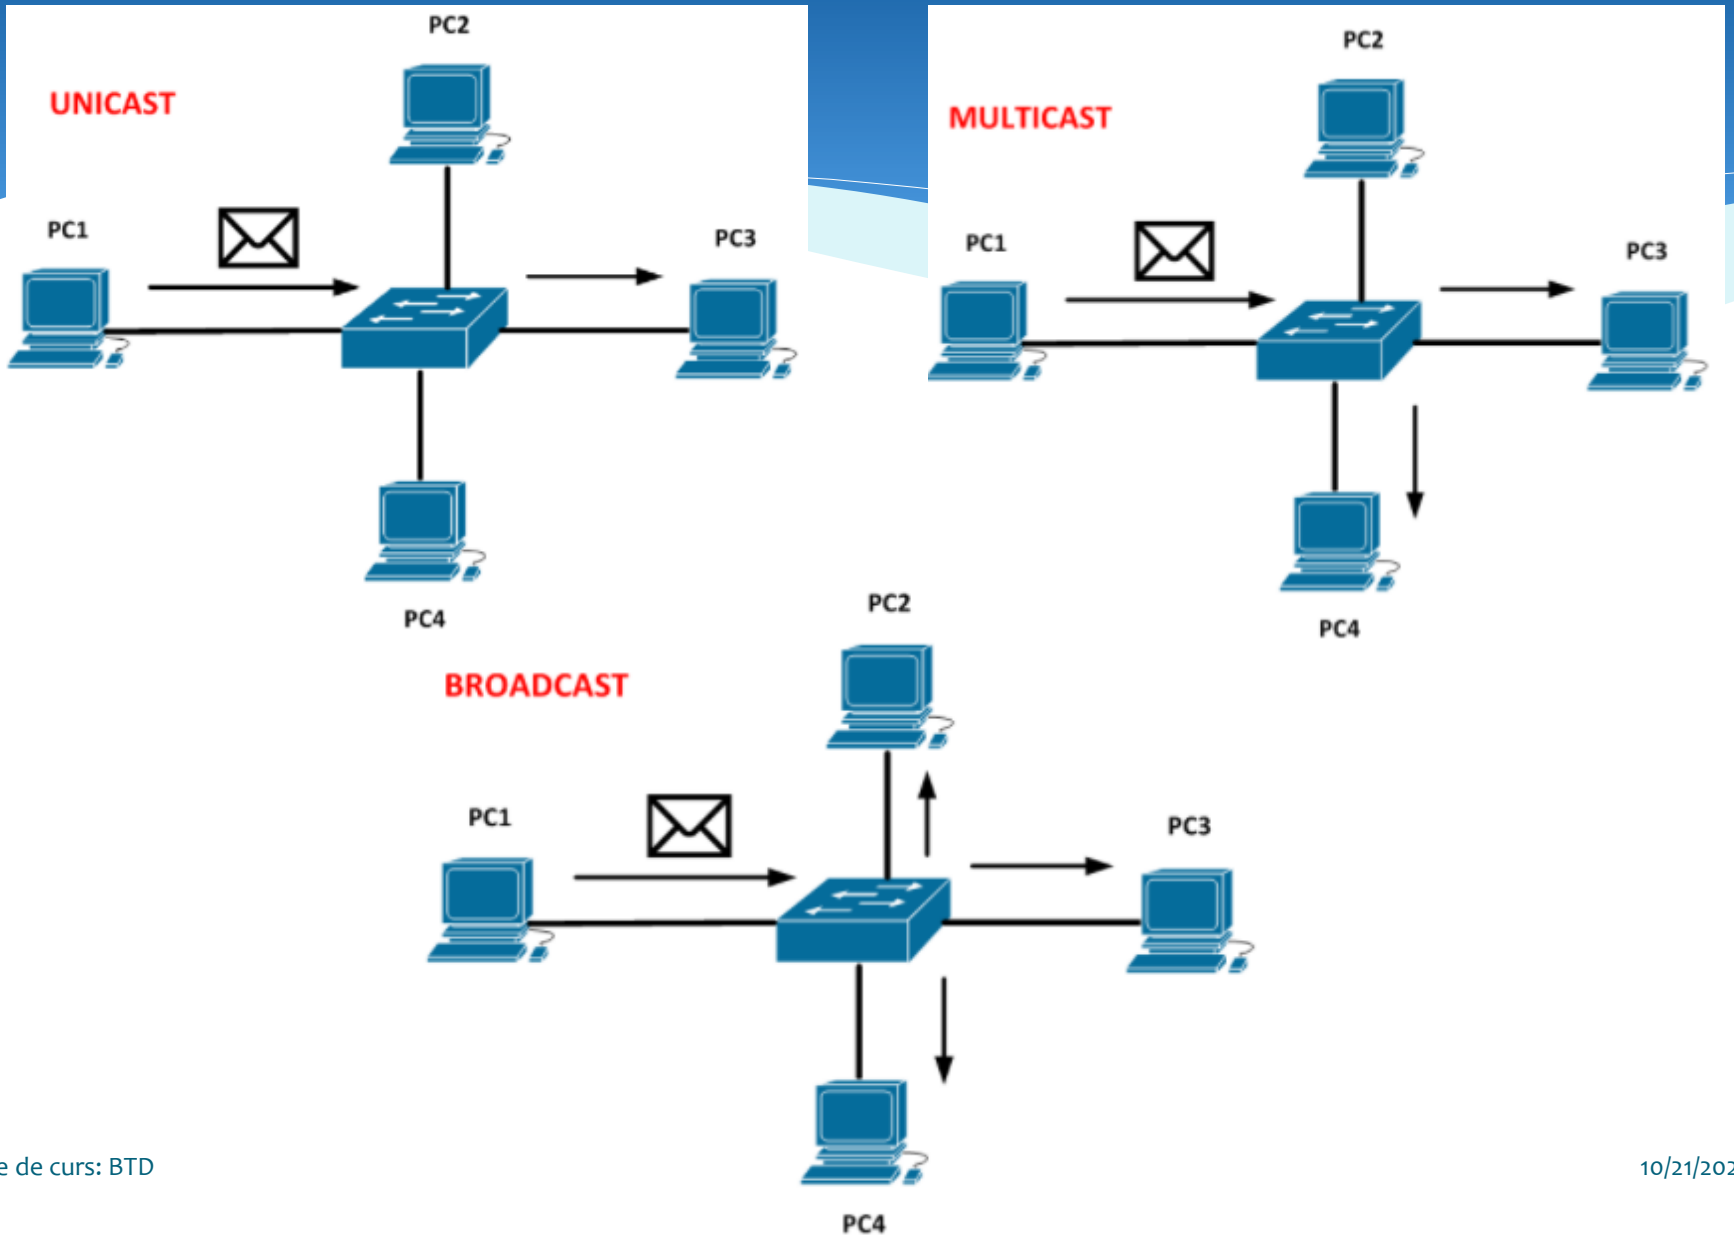 PC2
UNICAST
PC1
PC3
PC4
PC2
MULTICAST
PC1
PC3
PC4
PC2
BROADCAST
PC1
PC3
PC4
e de curs: BTD
10/21/202